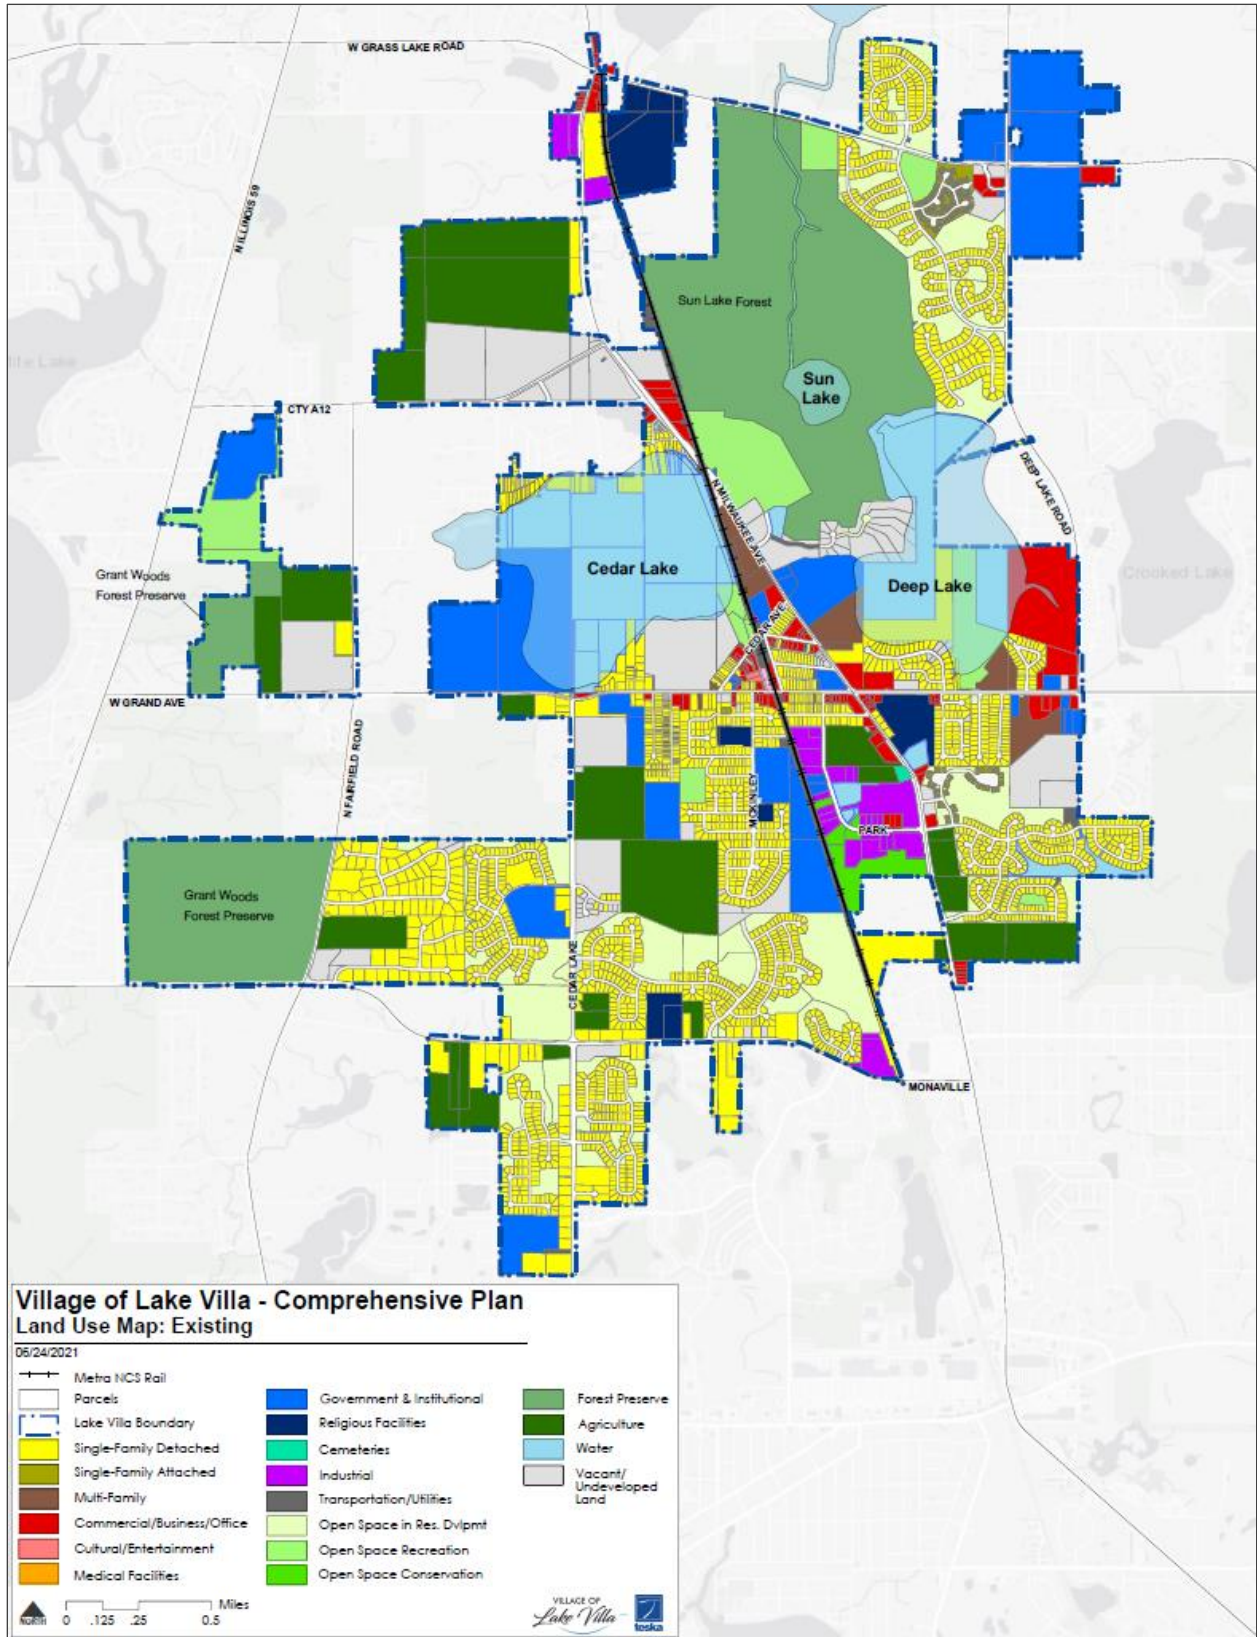 W GRASS LAKE ROAD
N ILLINOIS 59
Sun Lake Forest
Sun
Lake
CTY A12
DEEP LAKE ROAD
N MILWAUKEE AVE
Grant Woods
Forest Preserve
Cedar Lake
Deep Lake
Crooked Lake
CEDAR AVE
W GRAND AVE
N FAIRFIELD ROAD
MCKINLEY
PARK
Grant Woods
Forest Preserve
CEDAR LAKE
MONAVILLE
Village of Lake Villa - Comprehensive Plan
Land Use Map: Existing
06/24/2021
Metra NCS Rail
Parcels
Lake Villa Boundary
Single-Family Detached
Single-Family Attached
Multi-Family
Commercial/Business/Office
Cultural/Entertainment
Medical Facilities
Government & Institutional
Religious Facilities
Cemeteries
Industrial
Transportation/Utilities
Open Space in Res. Dvlpmt
Open Space Recreation
Open Space Conservation
Forest Preserve
Agriculture
Water
Vacant/
Undeveloped
Land
NORTH
0 .125 .25 0.5 Miles
VILLAGE OF
Lake Villa
teska